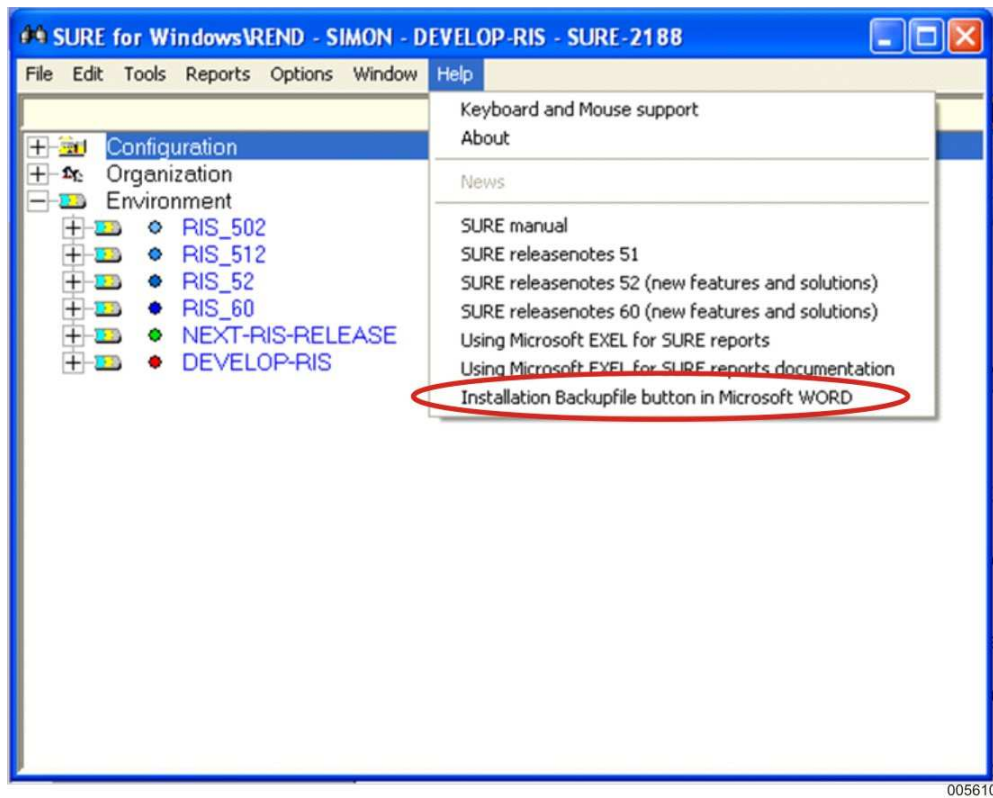 SURE for Windows\REND - SIMON - DEVELOP-RIS - SURE-2188
File Edit Tools Reports Options Window Help
Keyboard and Mouse support
About
News
SURE manual
SURE releasenotes 51
SURE releasenotes 52 (new features and solutions)
SURE releasenotes 60 (new features and solutions)
Using Microsoft EXEL for SURE reports
Using Microsoft EXEL for SURE reports documentation
Installation Backupfile button in Microsoft WORD
Configuration
Organization
Environment
RIS_502
RIS_512
RIS_52
RIS_60
NEXT-RIS-RELEASE
DEVELOP-RIS
005610